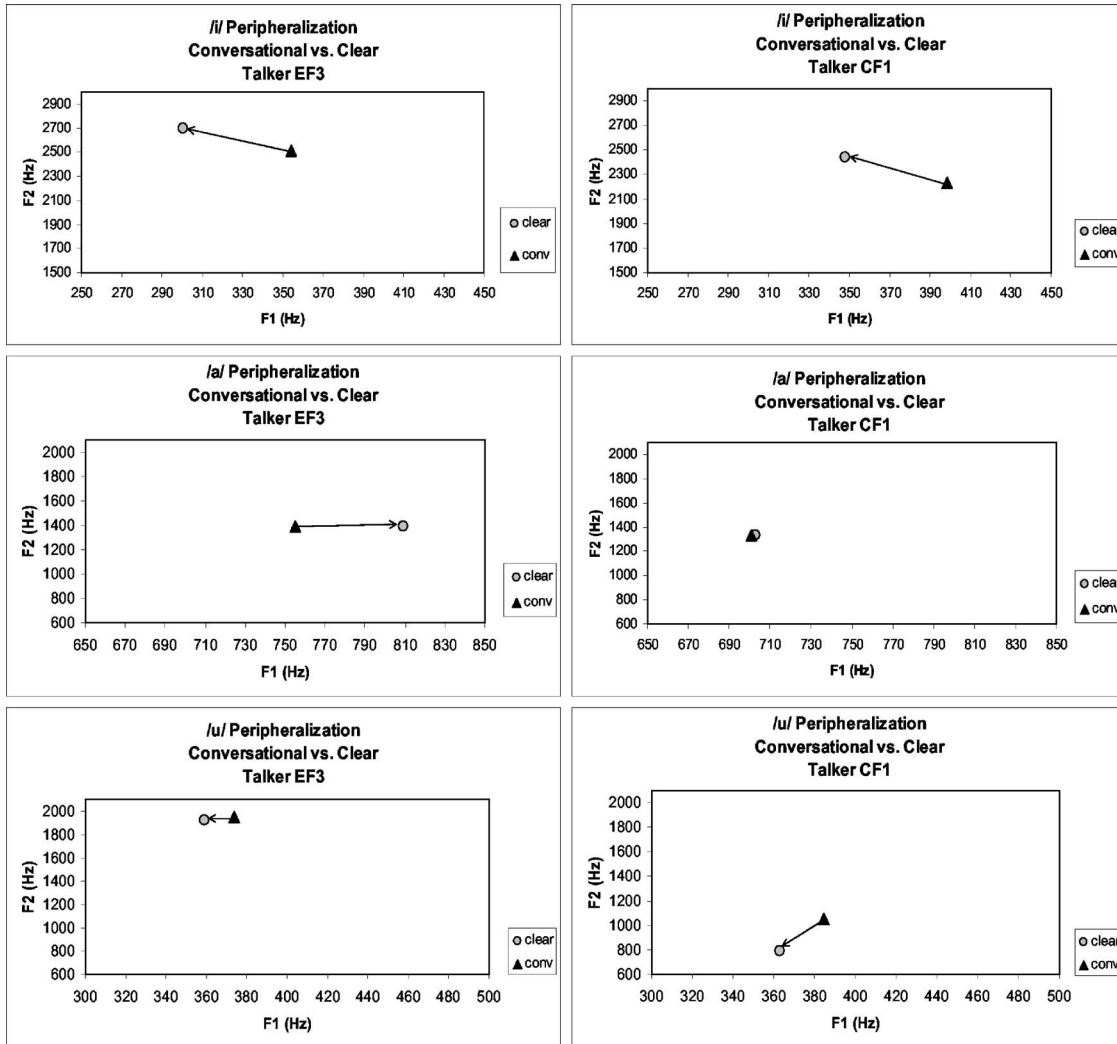 /i/ Peripheralization
Conversational vs. Clear
Talker EF3
2900
2700
2500
2300
2100
1900
1700
1500
F2 (Hz)
250 270 290 310 330 350 370 390 410 430 450
F1 (Hz)
clear
conv
/i/ Peripheralization
Conversational vs. Clear
Talker CF1
2900
2700
2500
2300
2100
1900
1700
1500
F2 (Hz)
250 270 290 310 330 350 370 390 410 430 450
F1 (Hz)
clear
conv
/a/ Peripheralization
Conversational vs. Clear
Talker EF3
2000
1800
1600
1400
1200
1000
800
600
F2 (Hz)
650 670 690 710 730 750 770 790 810 830 850
F1 (Hz)
clear
conv
/a/ Peripheralization
Conversational vs. Clear
Talker CF1
2000
1800
1600
1400
1200
1000
800
600
F2 (Hz)
650 670 690 710 730 750 770 790 810 830 850
F1 (Hz)
clear
conv
/u/ Peripheralization
Conversational vs. Clear
Talker EF3
2000
1800
1600
1400
1200
1000
800
600
F2 (Hz)
300 320 340 360 380 400 420 440 460 480 500
F1 (Hz)
clear
conv
/u/ Peripheralization
Conversational vs. Clear
Talker CF1
2000
1800
1600
1400
1200
1000
800
600
F2 (Hz)
300 320 340 360 380 400 420 440 460 480 500
F1 (Hz)
clear
conv